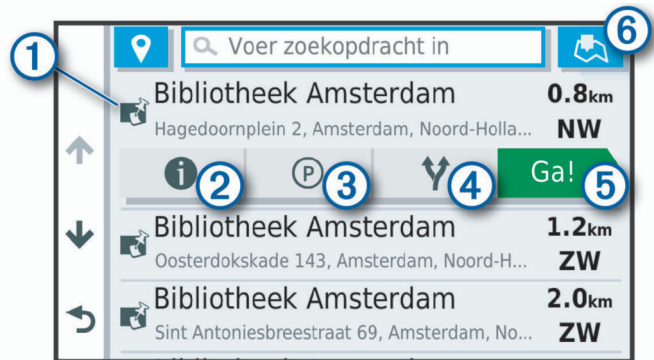 6
Voer zoekopdracht in
1
Bibliotheek Amsterdam 0.8km
Hagedoornplein 2, Amsterdam, Noord-Holla... NW
i 2 P 3 4 Ga! 5
Bibliotheek Amsterdam 1.2km
Oosterdokskade 143, Amsterdam, Noord-H... ZW
Bibliotheek Amsterdam 2.0km
Sint Antoniesbreestraat 69, Amsterdam, No... ZW